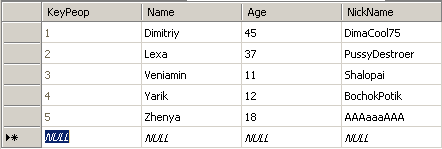 KeyPeop Name Age NickName
1 Dimitriy 45 DimaCool75
2 Lexa 37 PussyDestroer
3 Veniamin 11 Shalopai
4 Yarik 12 BochokPotik
5 Zhenya 18 AAAaaaAAA
NULL NULL NULL NULL